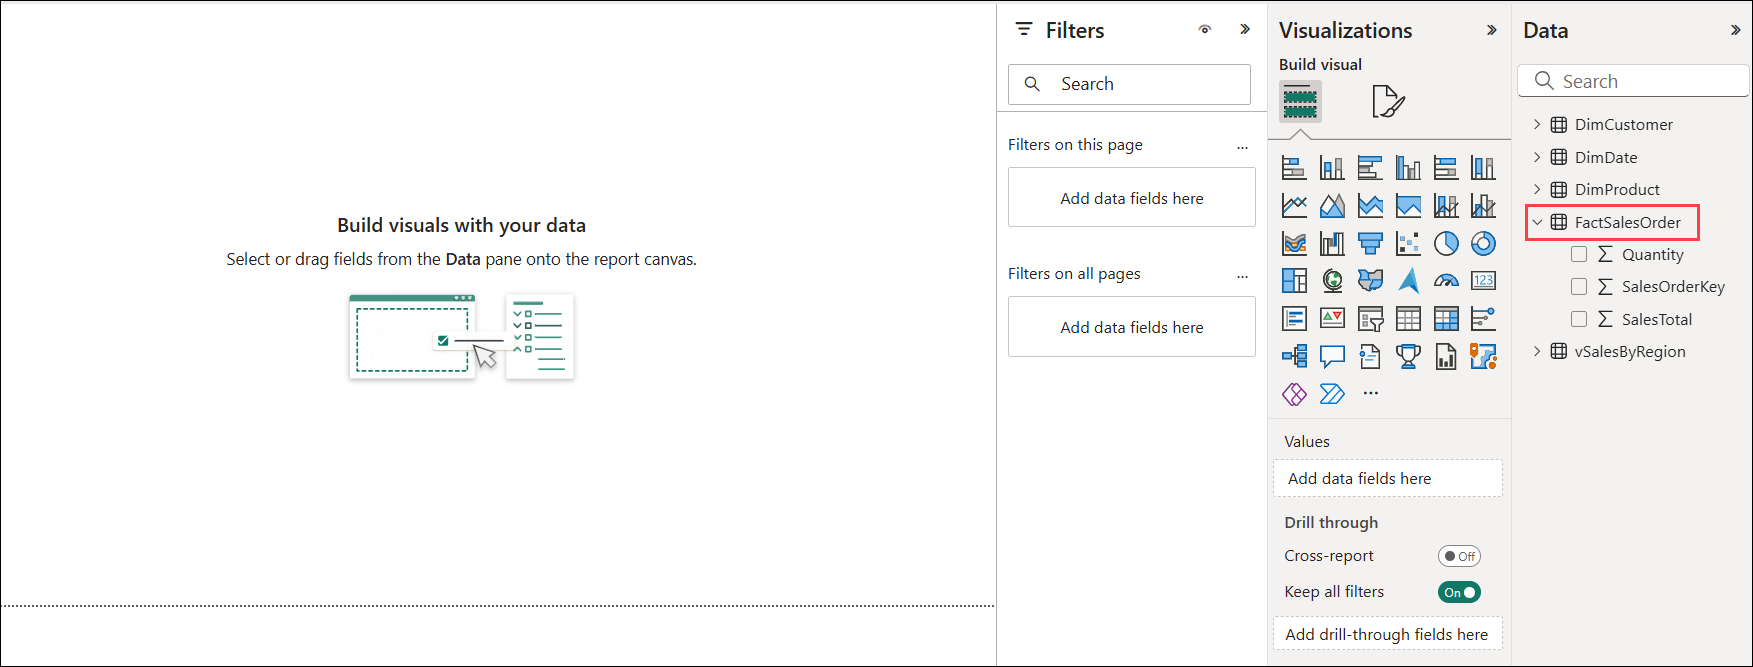 Build visuals with your data
Select or drag fields from the Data pane onto the report canvas.
Filters
Search
Filters on this page
...
Add data fields here
Filters on all pages
...
Add data fields here
Visualizations
Build visual
123
...
Values
Add data fields here
Drill through
Cross-report
Off
Keep all filters
On
Add drill-through fields here
Data
Search
DimCustomer
DimDate
DimProduct
FactSalesOrder
∑ Quantity
∑ SalesOrderKey
∑ SalesTotal
vSalesByRegion